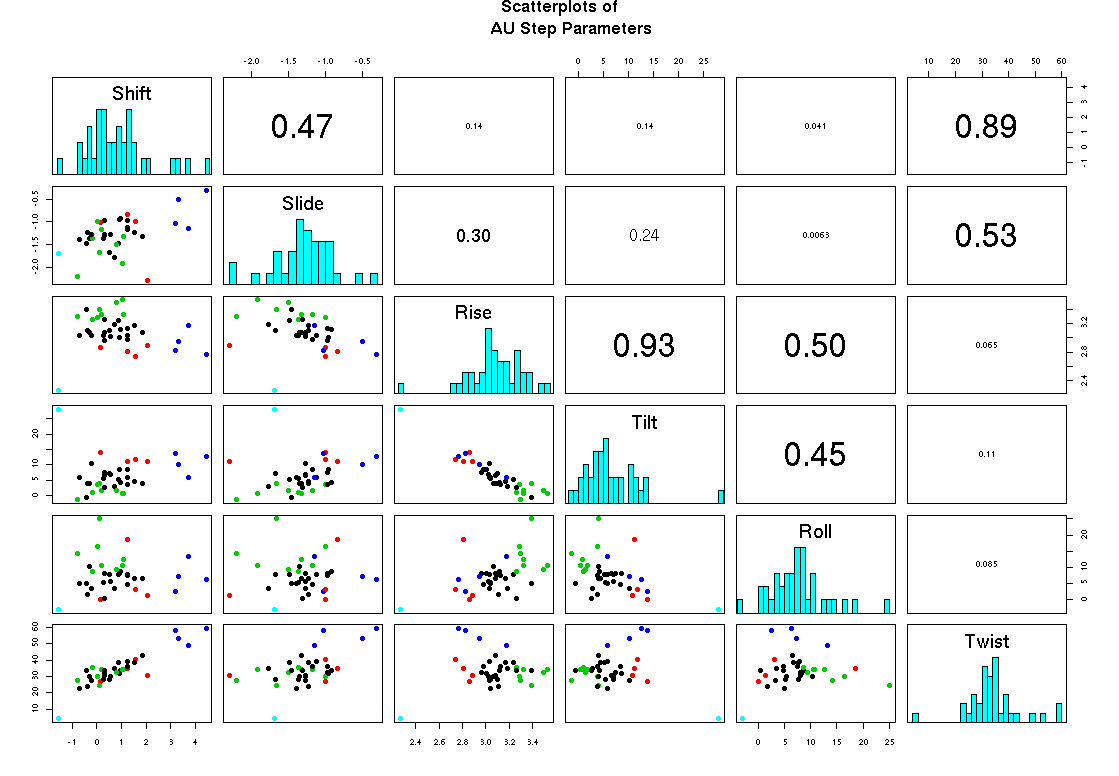 Scatterplots of
AU Step Parameters
-2.0 -1.5 -1.0 -0.5 0 5 10 15 20 25 10 20 30 40 50 60
Shift 0.47 0.14 0.14 0.041 0.89 -1 0 1 2 3 4
-2.0 -1.5 -1.0 -0.5 Slide 0.30 0.24 0.0063 0.53
Rise 0.93 0.50 0.065 2.4 2.8 3.2
0 5 10 20 Tilt 0.45 0.11
Roll 0.085 0 5 10 20
10 20 30 40 50 60 Twist
-1 0 1 2 3 4 2.4 2.6 2.8 3.0 3.2 3.4 0 5 10 15 20 25